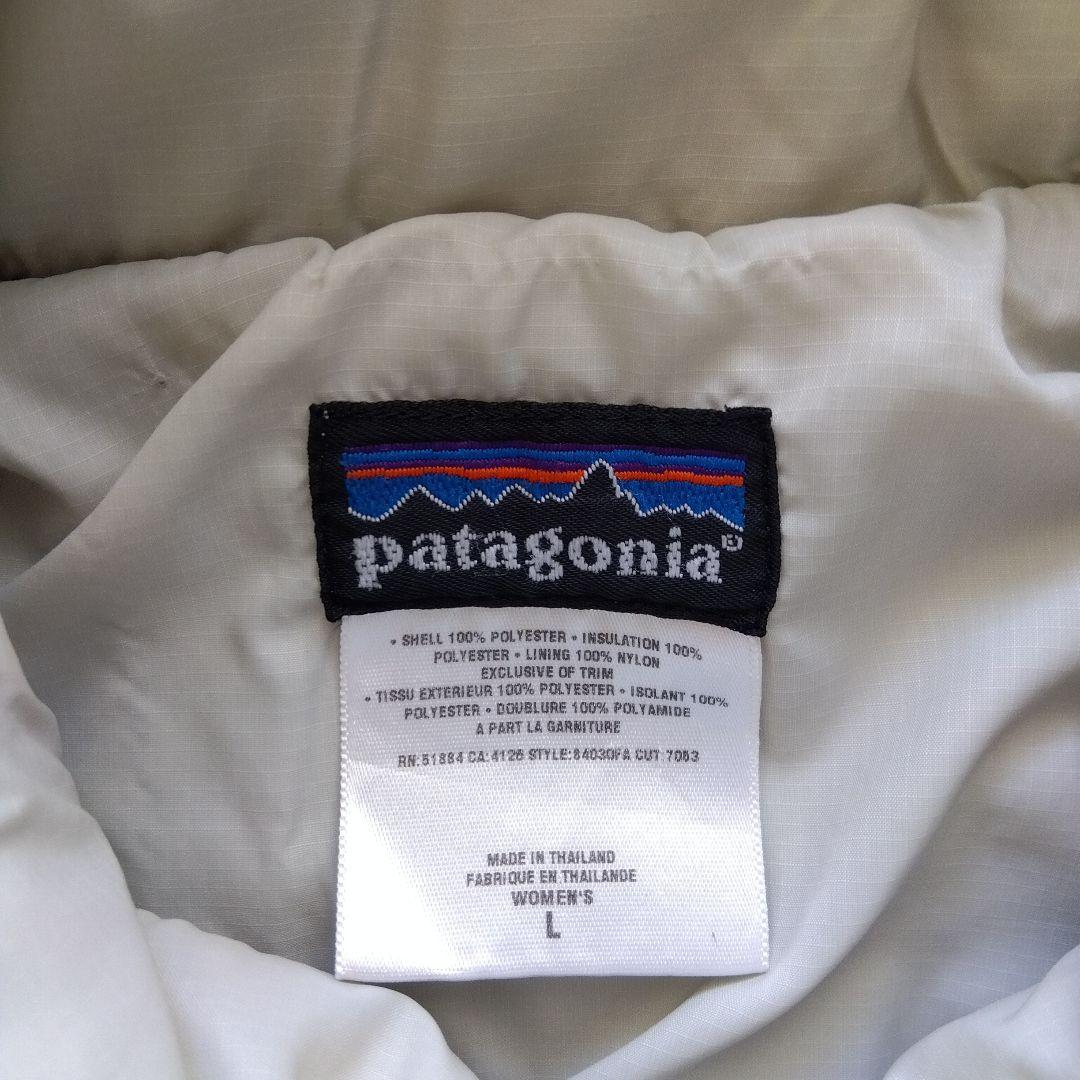 patagonia®
• SHELL 100% POLYESTER • INSULATION 100%
POLYESTER • LINING 100% NYLON
EXCLUSIVE OF TRIM
• TISSU EXTERIEUR 100% POLYESTER • ISOLANT 100%
POLYESTER • DOUBLURE 100% POLYAMIDE
A PART LA GARNITURE
RN:51884 CA:4126 STYLE:84030FA CUT:7053
MADE IN THAILAND
FABRIQUE EN THAILANDE
WOMEN'S
L